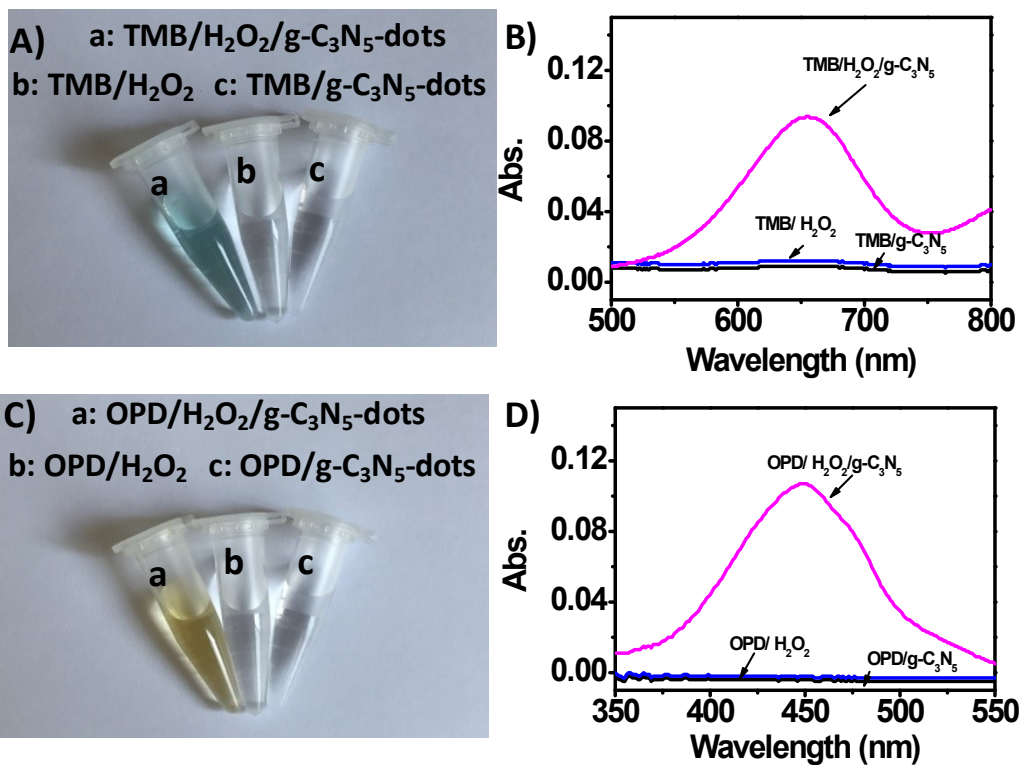 A) a: TMB/H₂O₂/g-C₃N₅-dots
b: TMB/H₂O₂ c: TMB/g-C₃N₅-dots
a b c
B)
Abs.
0.12
0.08
0.04
0.00
TMB/H₂O₂/g-C₃N₅
TMB/ H₂O₂
TMB/g-C₃N₅
500 600 700 800
Wavelength (nm)
C) a: OPD/H₂O₂/g-C₃N₅-dots
b: OPD/H₂O₂ c: OPD/g-C₃N₅-dots
a b c
D)
Abs.
0.12
0.08
0.04
0.00
OPD/ H₂O₂/g-C₃N₅
OPD/ H₂O₂
OPD/g-C₃N₅
350 400 450 500 550
Wavelength (nm)